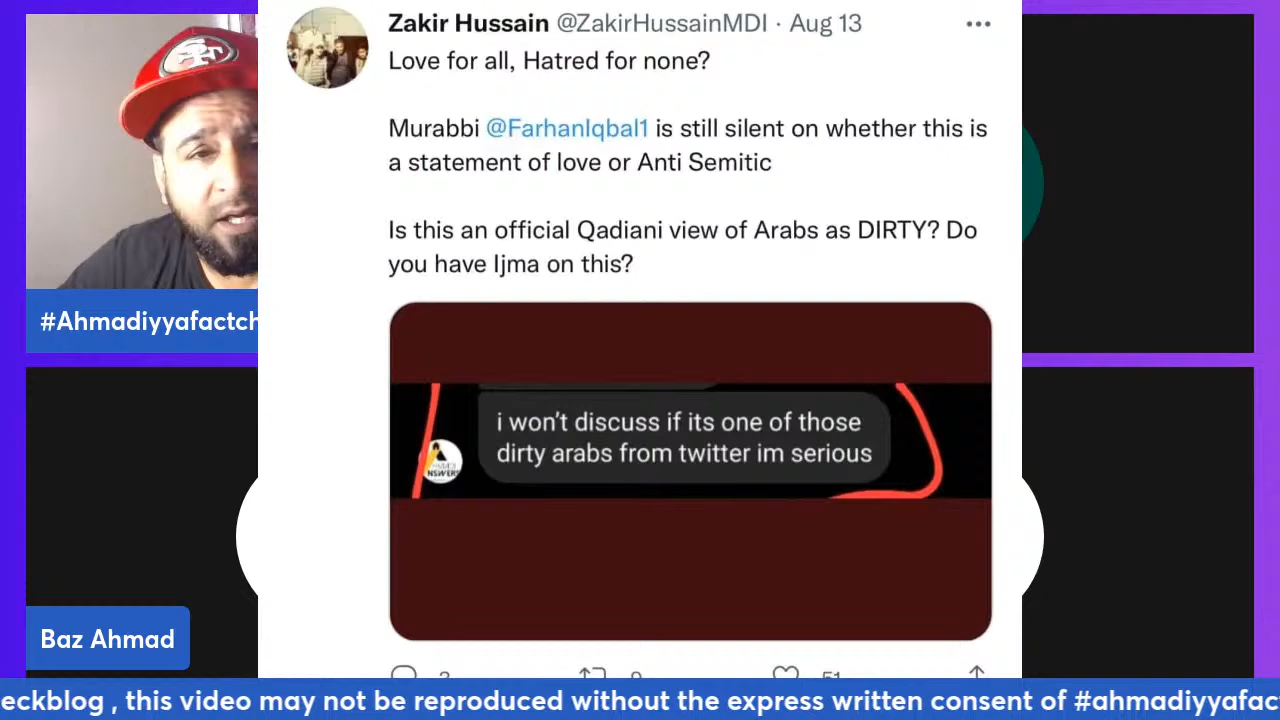 Zakir Hussain @ZakirHussainMDI · Aug 13
Love for all, Hatred for none?
Murabbi @FarhanIqbal1 is still silent on whether this is
a statement of love or Anti Semitic
Is this an official Qadiani view of Arabs as DIRTY? Do
you have Ijma on this?
i won't discuss if its one of those
dirty arabs from twitter im serious
NSWERS
#Ahmadiyyafactch
Baz Ahmad
eckblog , this video may not be reproduced without the express written consent of #ahmadiyyafac